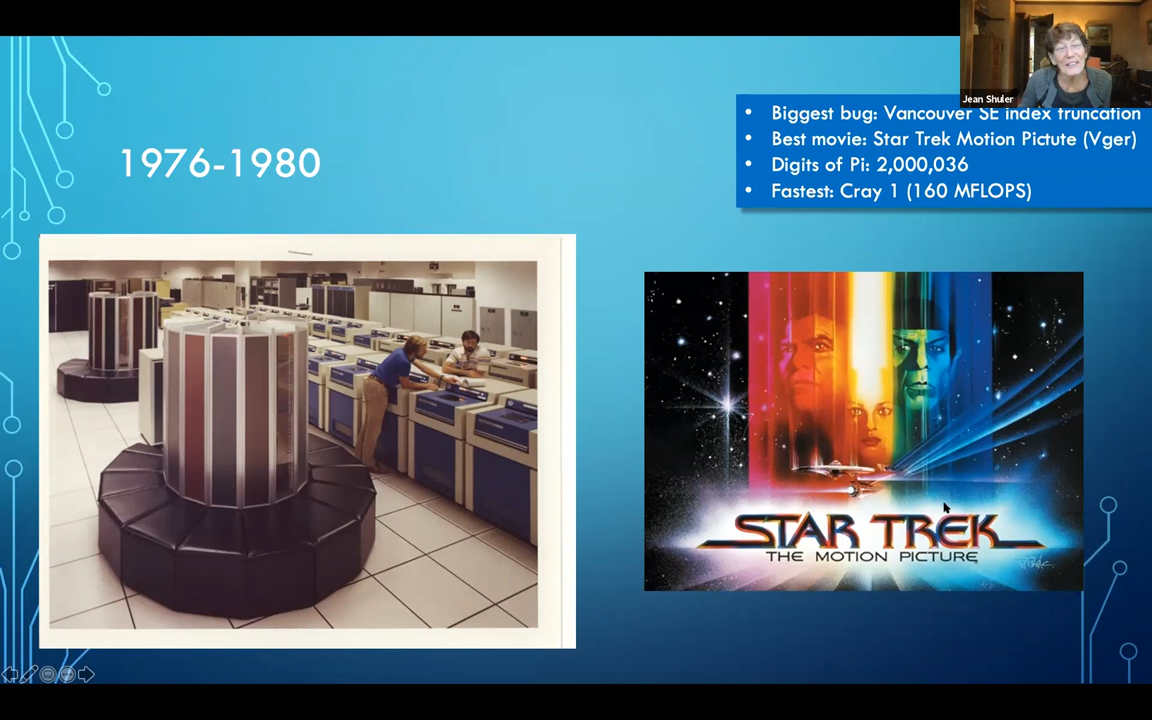 Jean Shuler
1976-1980
• Biggest bug: Vancouver SE index truncation
• Best movie: Star Trek Motion Pictute (Vger)
• Digits of Pi: 2,000,036
• Fastest: Cray 1 (160 MFLOPS)
STAR TREK
THE MOTION PICTURE